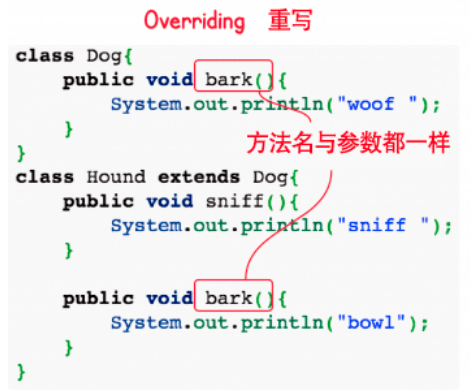 Overriding 重写
class Dog{
    public void bark(){
        System.out.println("woof ");
    }
}
方法名与参数都一样
class Hound extends Dog{
    public void sniff(){
        System.out.println("sniff ");
    }
    public void bark(){
        System.out.println("bowl");
    }
}